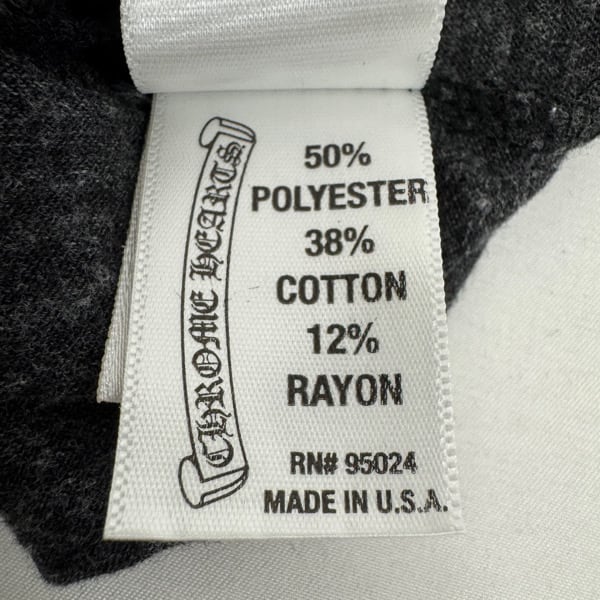 CHROME HEARTS
50%
POLYESTER
38%
COTTON
12%
RAYON
RN# 95024
MADE IN U.S.A.